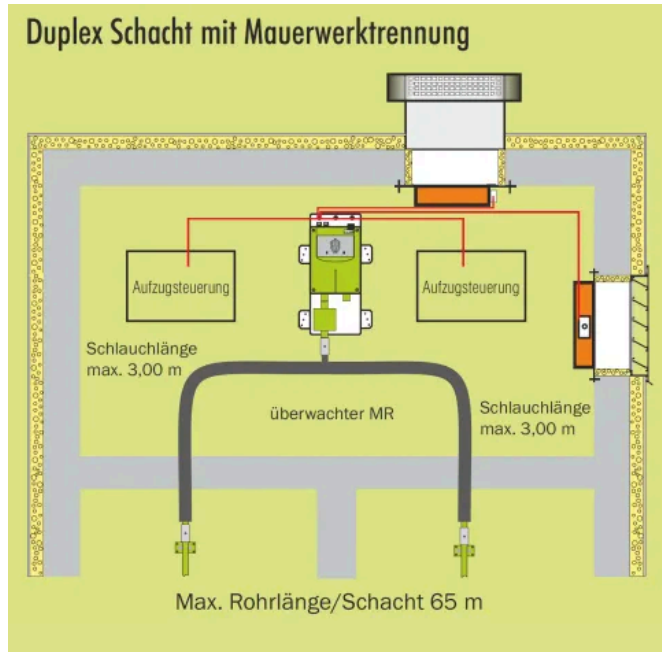 Duplex Schacht mit Mauerwerktrennung
Aufzugsteuerung
Aufzugsteuerung
Schlauchlänge
max. 3,00 m
überwachter MR
Schlauchlänge
max. 3,00 m
Max. Rohrlänge/Schacht 65 m